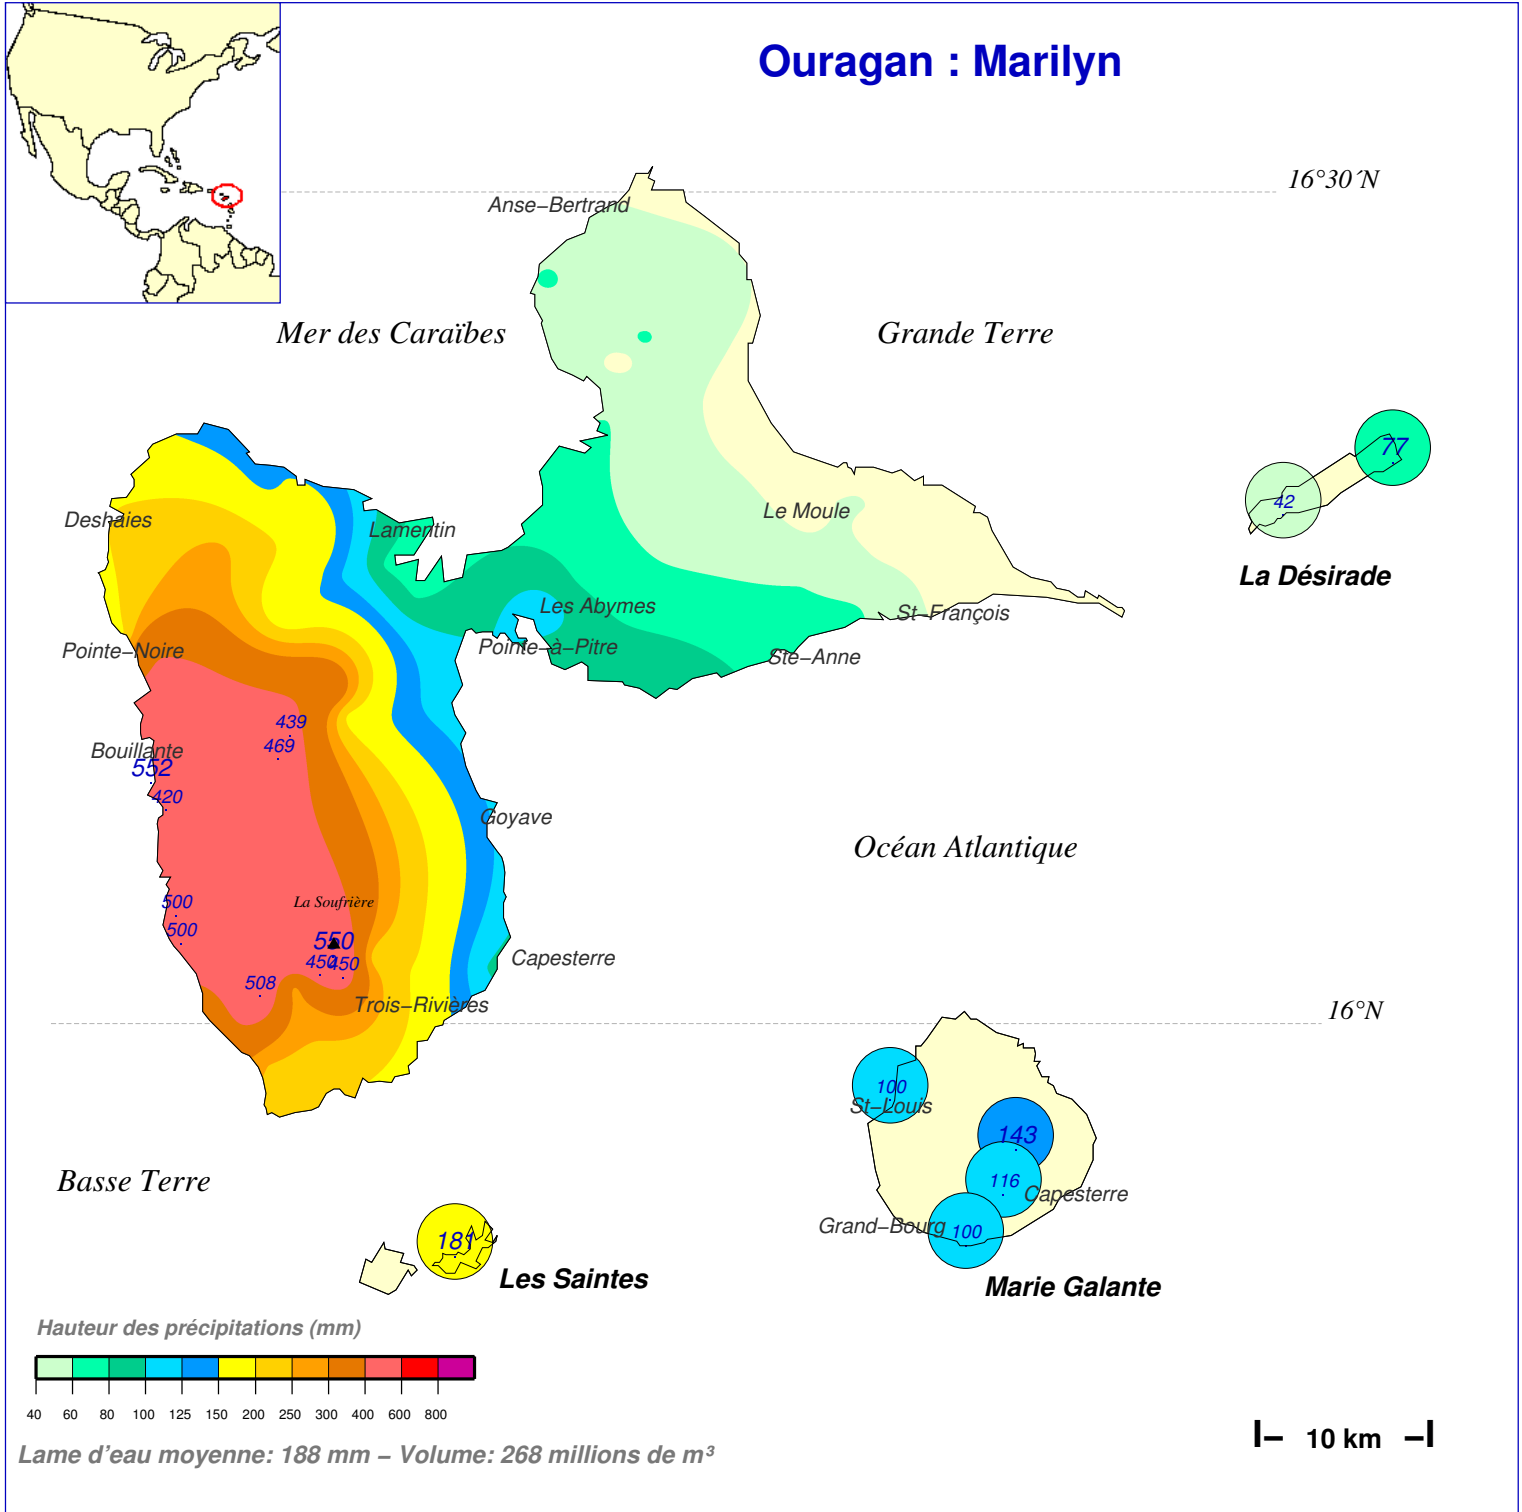 Ouragan : Marilyn
16°30´N
Anse−Bertrand
Mer des Caraïbes
Grande Terre
77
42
Le Moule
Deshaies
Lamentin
La Désirade
Les Abymes
St−François
Pointe−Noire
Pointe−à−Pitre
Ste−Anne
439
469
Bouillante
552
420
Goyave
Océan Atlantique
500
La Soufrière
500
550
450
450
Capesterre
508
Trois−Rivières
16°N
100
St−Louis
143
Basse Terre
116
Capesterre
Grand−Bourg
100
181
Les Saintes
Marie Galante
Hauteur des précipitations (mm)
40 60 80 100 125 150 200 250 300 400 600 800
Lame d'eau moyenne: 188 mm − Volume: 268 millions de m³
10 km